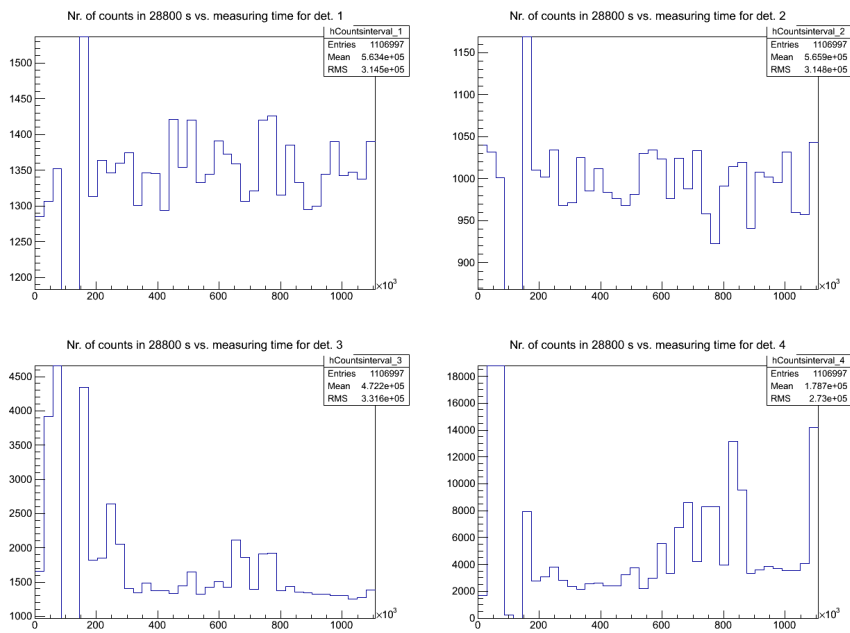 Nr. of counts in 28800 s vs. measuring time for det. 1
hCountsinterval_1
Entries 1106997
Mean 5.634e+05
RMS 3.145e+05
1500
1450
1400
1350
1300
1250
1200
0 200 400 600 800 1000 ×10³
Nr. of counts in 28800 s vs. measuring time for det. 2
hCountsinterval_2
Entries 1106997
Mean 5.659e+05
RMS 3.148e+05
1150
1100
1050
1000
950
900
0 200 400 600 800 1000 ×10³
Nr. of counts in 28800 s vs. measuring time for det. 3
hCountsinterval_3
Entries 1106997
Mean 4.722e+05
RMS 3.316e+05
4500
4000
3500
3000
2500
2000
1500
1000
0 200 400 600 800 1000 ×10³
Nr. of counts in 28800 s vs. measuring time for det. 4
hCountsinterval_4
Entries 1106997
Mean 1.787e+05
RMS 2.73e+05
18000
16000
14000
12000
10000
8000
6000
4000
2000
0
0 200 400 600 800 1000 ×10³